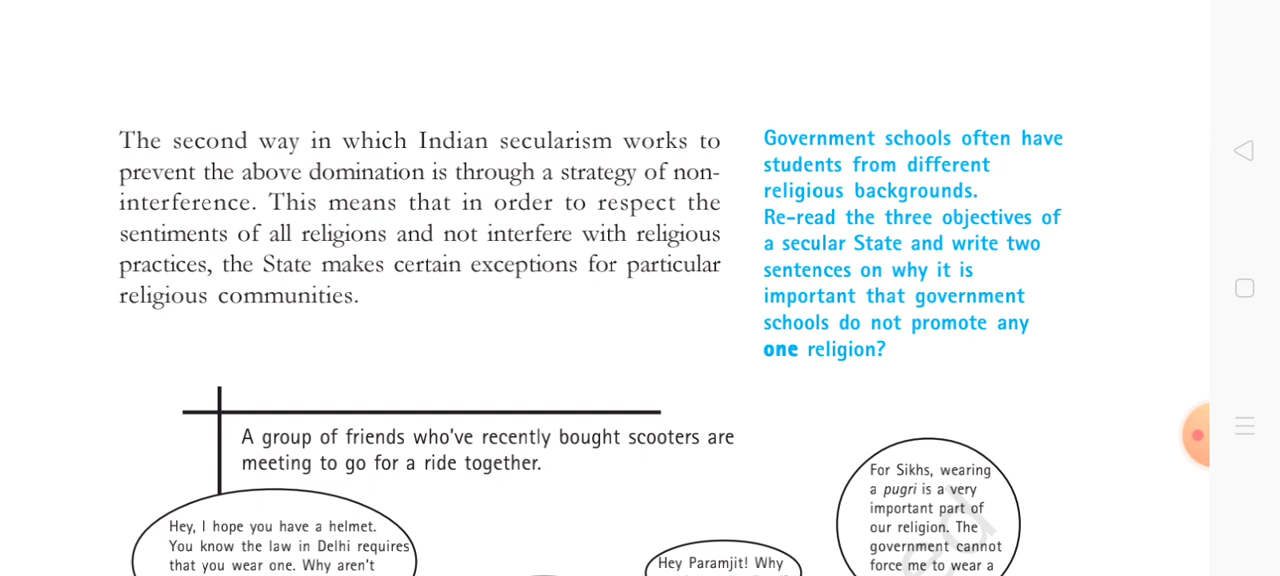 The second way in which Indian secularism works to
prevent the above domination is through a strategy of non-
interference. This means that in order to respect the
sentiments of all religions and not interfere with religious
practices, the State makes certain exceptions for particular
religious communities.
Government schools often have
students from different
religious backgrounds.
Re-read the three objectives of
a secular State and write two
sentences on why it is
important that government
schools do not promote any
one religion?
A group of friends who've recently bought scooters are
meeting to go for a ride together.
Hey, I hope you have a helmet.
You know the law in Delhi requires
that you wear one. Why aren't
Hey Paramjit! Why
For Sikhs, wearing
a pugri is a very
important part of
our religion. The
government cannot
force me to wear a